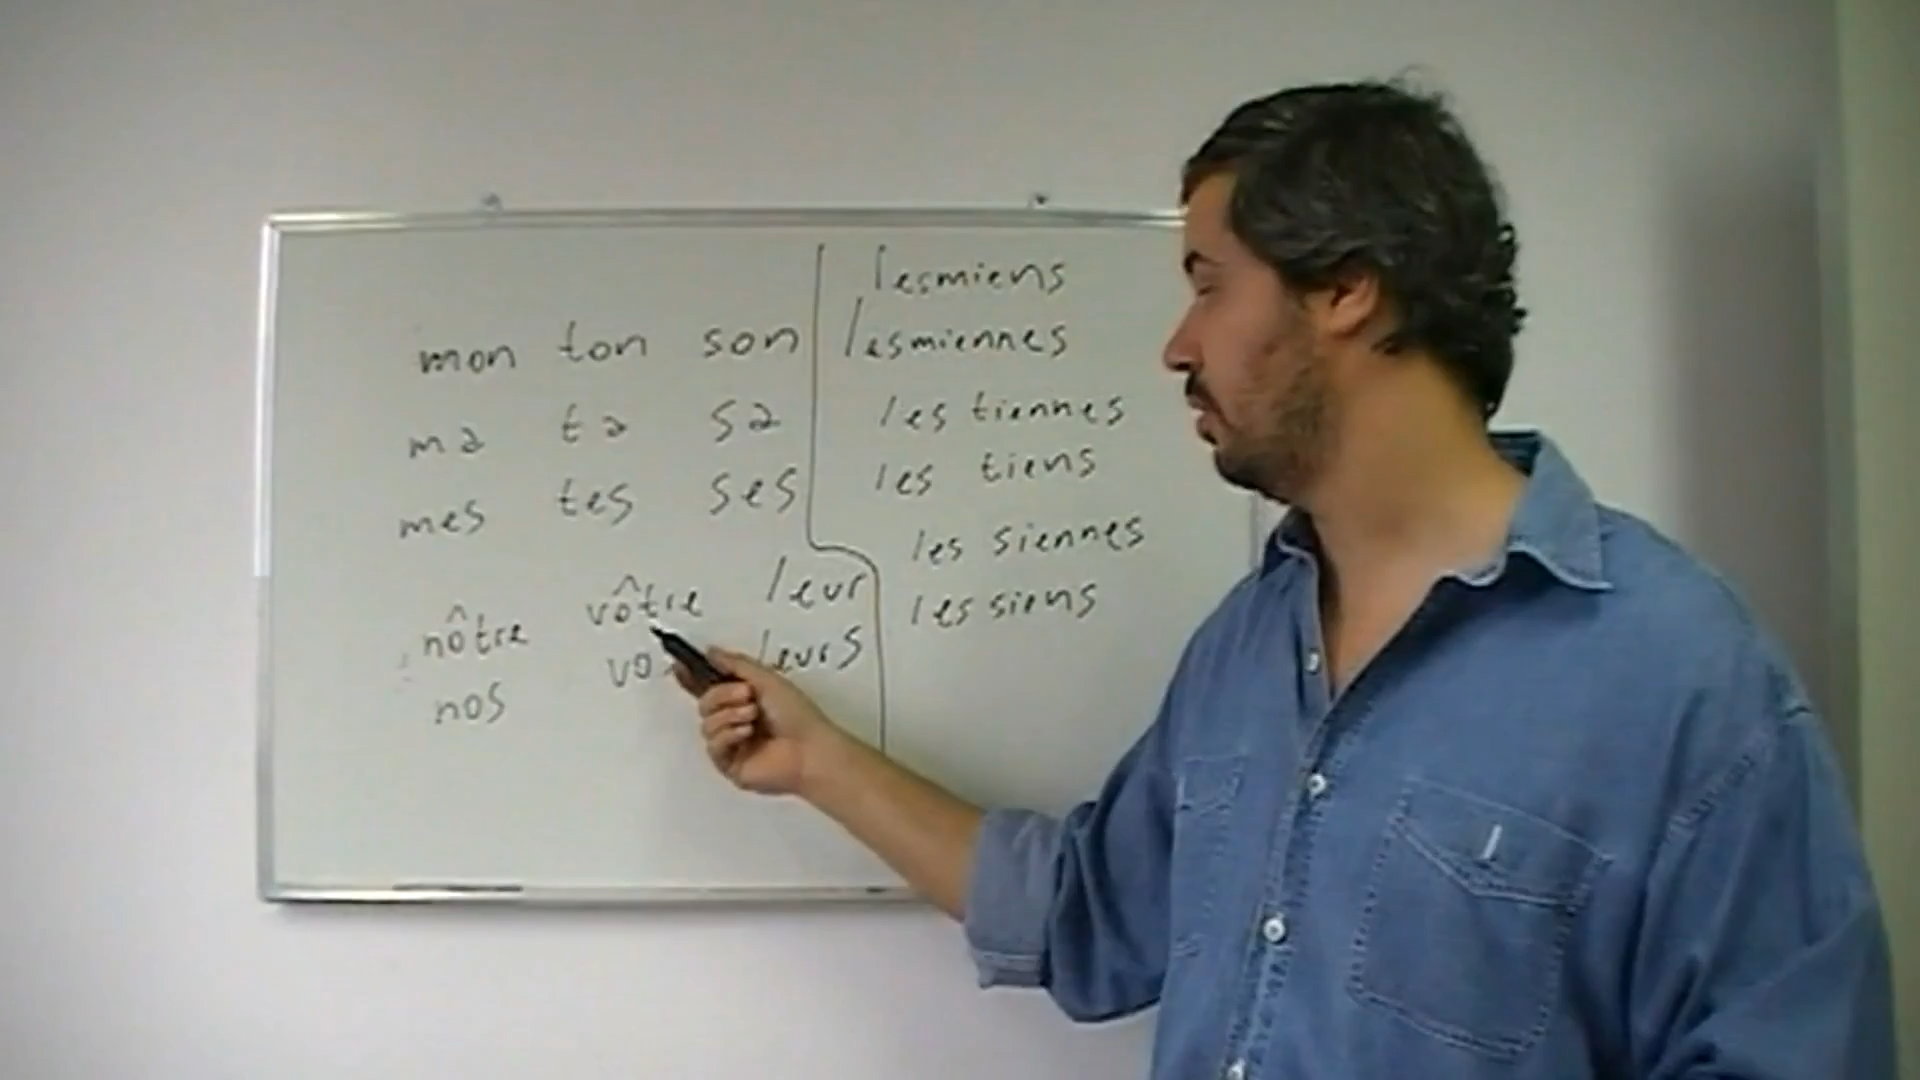 mon ton son
ma ta sa
mes tes ses
nôtre vôtre leur
nos leurs
lesmiens
lesmiennes
les tiennes
les tiens
les siennes
les siens